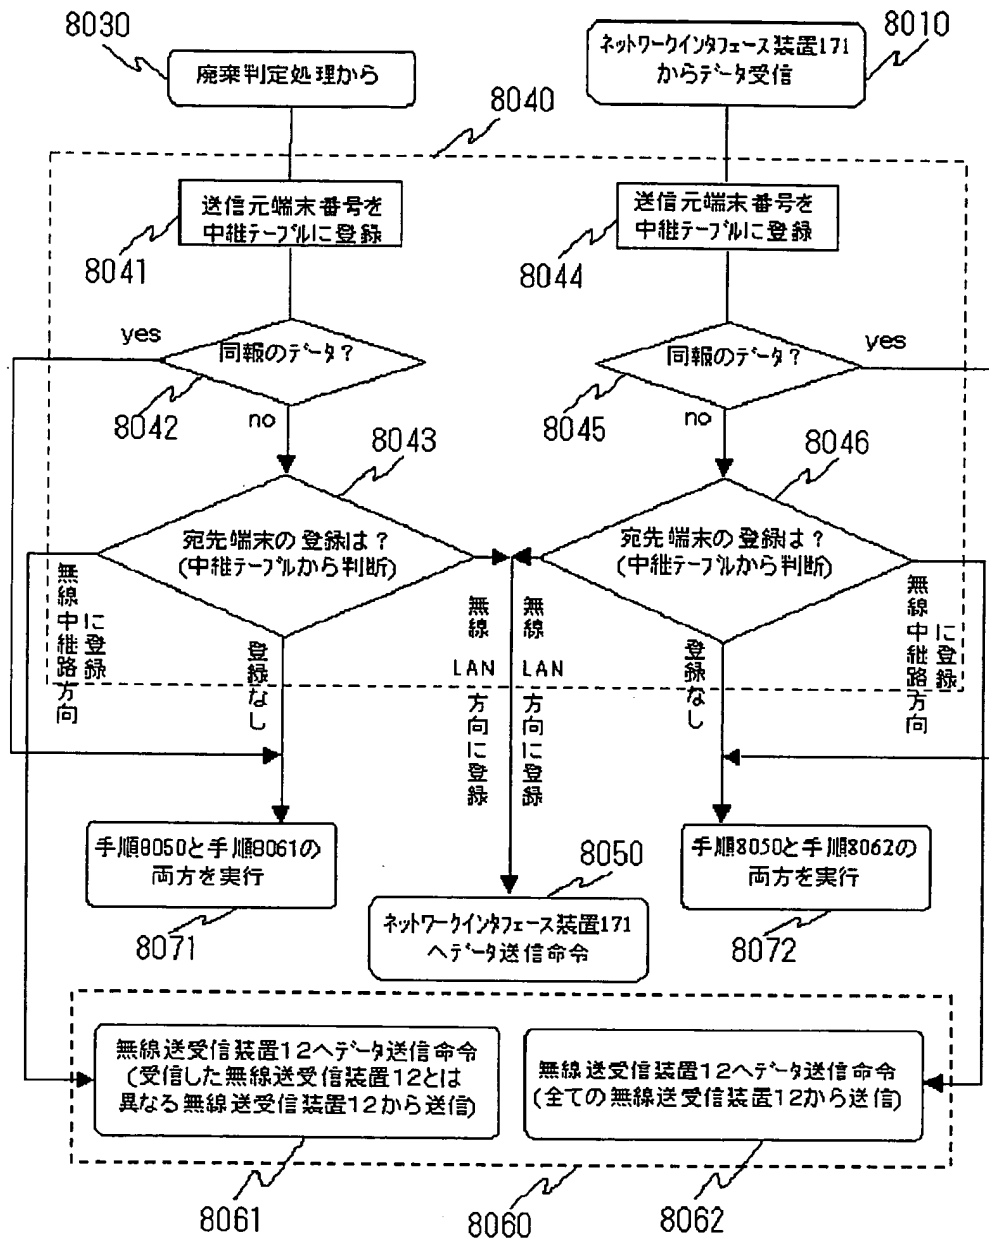 8030
廃棄判定処理から
8010
ネットワークインタフェース装置171
からデータ受信
8040
送信元端末番号を
中継テーブルに登録
8041
送信元端末番号を
中継テーブルに登録
8044
yes
同報のデータ？
8042
no
同報のデータ？
yes
8045
no
8043
宛先端末の登録は？
(中継テーブルから判断)
8046
宛先端末の登録は？
(中継テーブルから判断)
無線中継路方向
に登録
登録なし
無線LAN方向に登録
無線LAN方向に登録
登録なし
無線中継路方向
に登録
手順8050と手順8061の
両方を実行
8071
8050
ネットワークインタフェース装置171
へデータ送信命令
手順8050と手順8062の
両方を実行
8072
無線送受信装置12へデータ送信命令
(受信した無線送受信装置12とは
異なる無線送受信装置12から送信)
無線送受信装置12へデータ送信命令
(全ての無線送受信装置12から送信)
8061
8060
8062